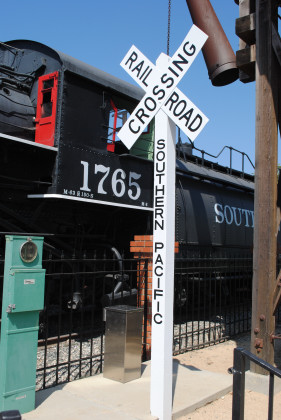 RAIL ROAD
CROSSING
SOUTHERN PACIFIC
1765
SOUT